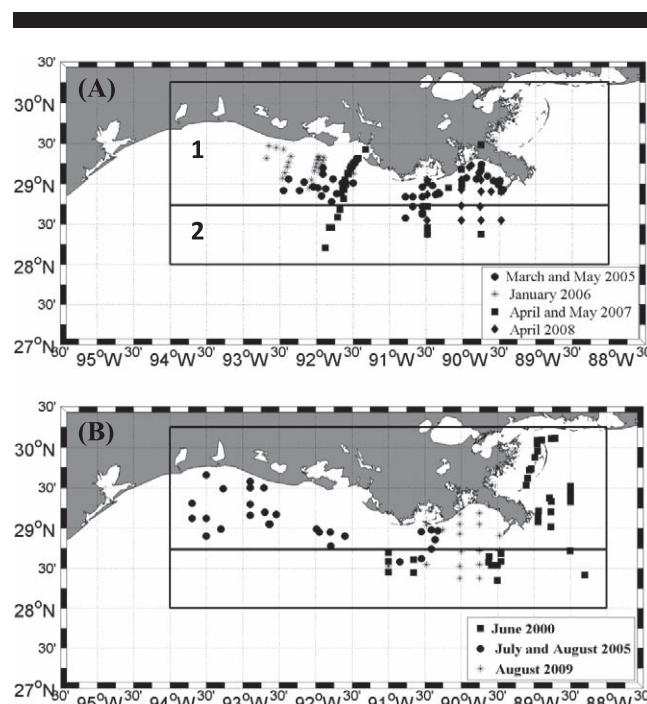 30'
(A)
30°N
1
30'
29°N
30'
2
28°N
30'
27°N
March and May 2005
January 2006
April and May 2007
April 2008
30' 95°W 30' 94°W 30' 93°W 30' 92°W 30' 91°W 30' 90°W 30' 89°W 30' 88°W 30'
30'
(B)
30°N
30'
29°N
30'
28°N
30'
27°N
June 2000
July and August 2005
August 2009
30' 95°W 30' 94°W 30' 93°W 30' 92°W 30' 91°W 30' 90°W 30' 89°W 30' 88°W 30'